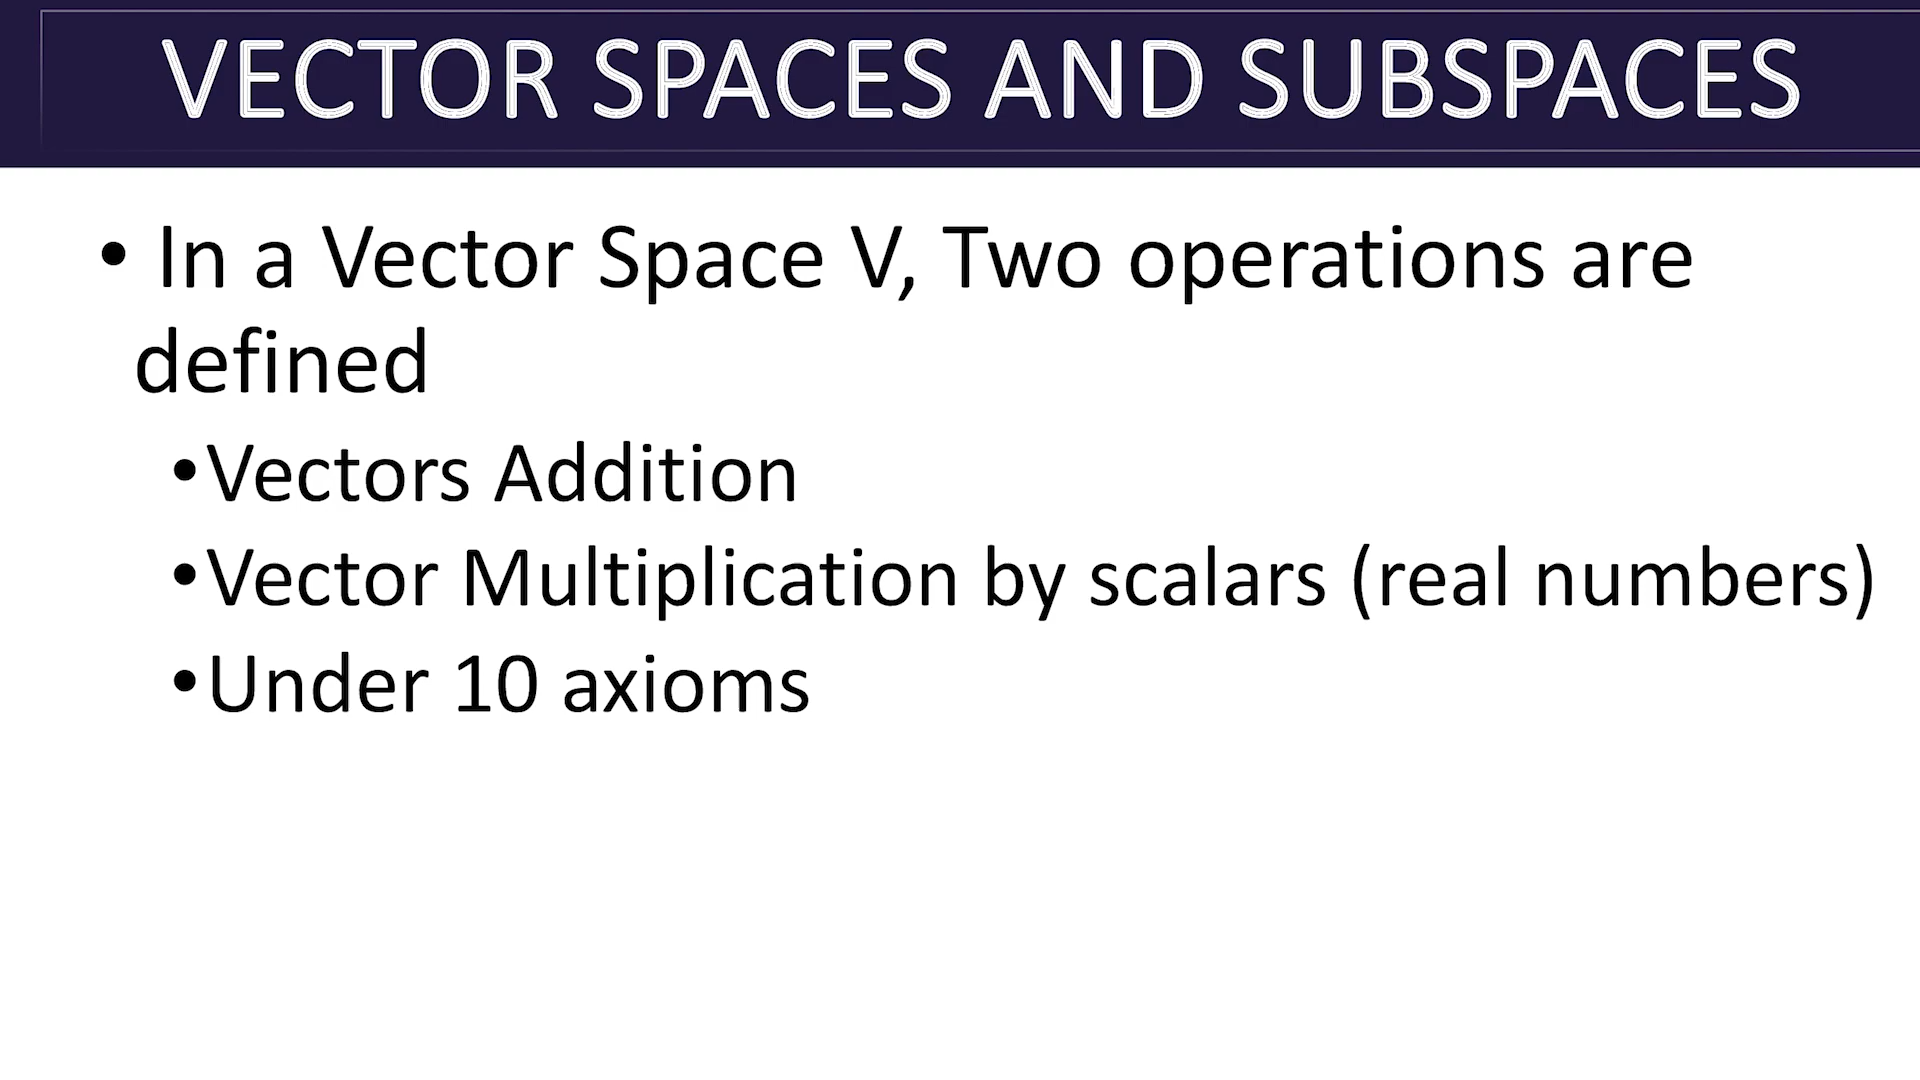 VECTOR SPACES AND SUBSPACES
• In a Vector Space V, Two operations are
defined
•Vectors Addition
•Vector Multiplication by scalars (real numbers)
•Under 10 axioms